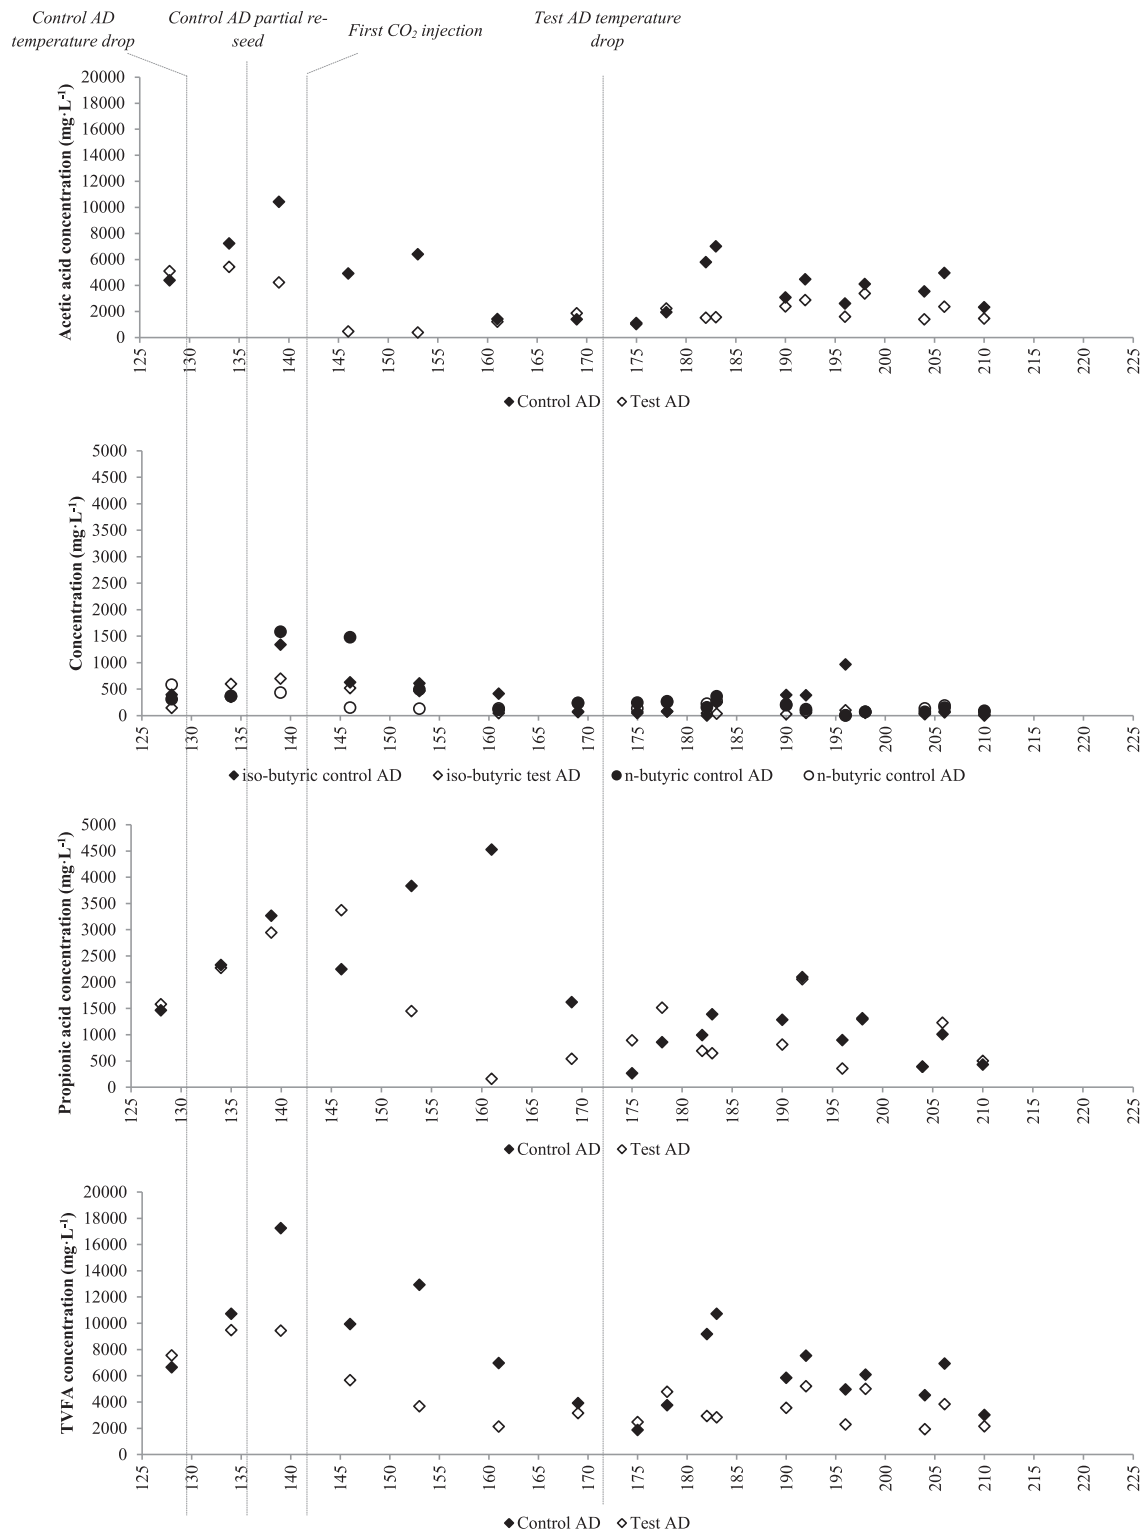 Control AD
temperature drop
Control AD partial re-
seed
First CO2 injection
Test AD temperature
drop
Acetic acid concentration (mg·L-1)
20000
18000
16000
14000
12000
10000
8000
6000
4000
2000
0
125 130 135 140 145 150 155 160 165 170 175 180 185 190 195 200 205 210 215 220 225
Control AD Test AD
Concentration (mg·L-1)
5000
4500
4000
3500
3000
2500
2000
1500
1000
500
0
125 130 135 140 145 150 155 160 165 170 175 180 185 190 195 200 205 210 215 220 225
iso-butyric control AD iso-butyric test AD n-butyric control AD n-butyric control AD
Propionic acid concentration (mg·L-1)
5000
4500
4000
3500
3000
2500
2000
1500
1000
500
0
125 130 135 140 145 150 155 160 165 170 175 180 185 190 195 200 205 210 215 220 225
Control AD Test AD
TVFA concentration (mg·L-1)
20000
18000
16000
14000
12000
10000
8000
6000
4000
2000
0
125 130 135 140 145 150 155 160 165 170 175 180 185 190 195 200 205 210 215 220 225
Control AD Test AD